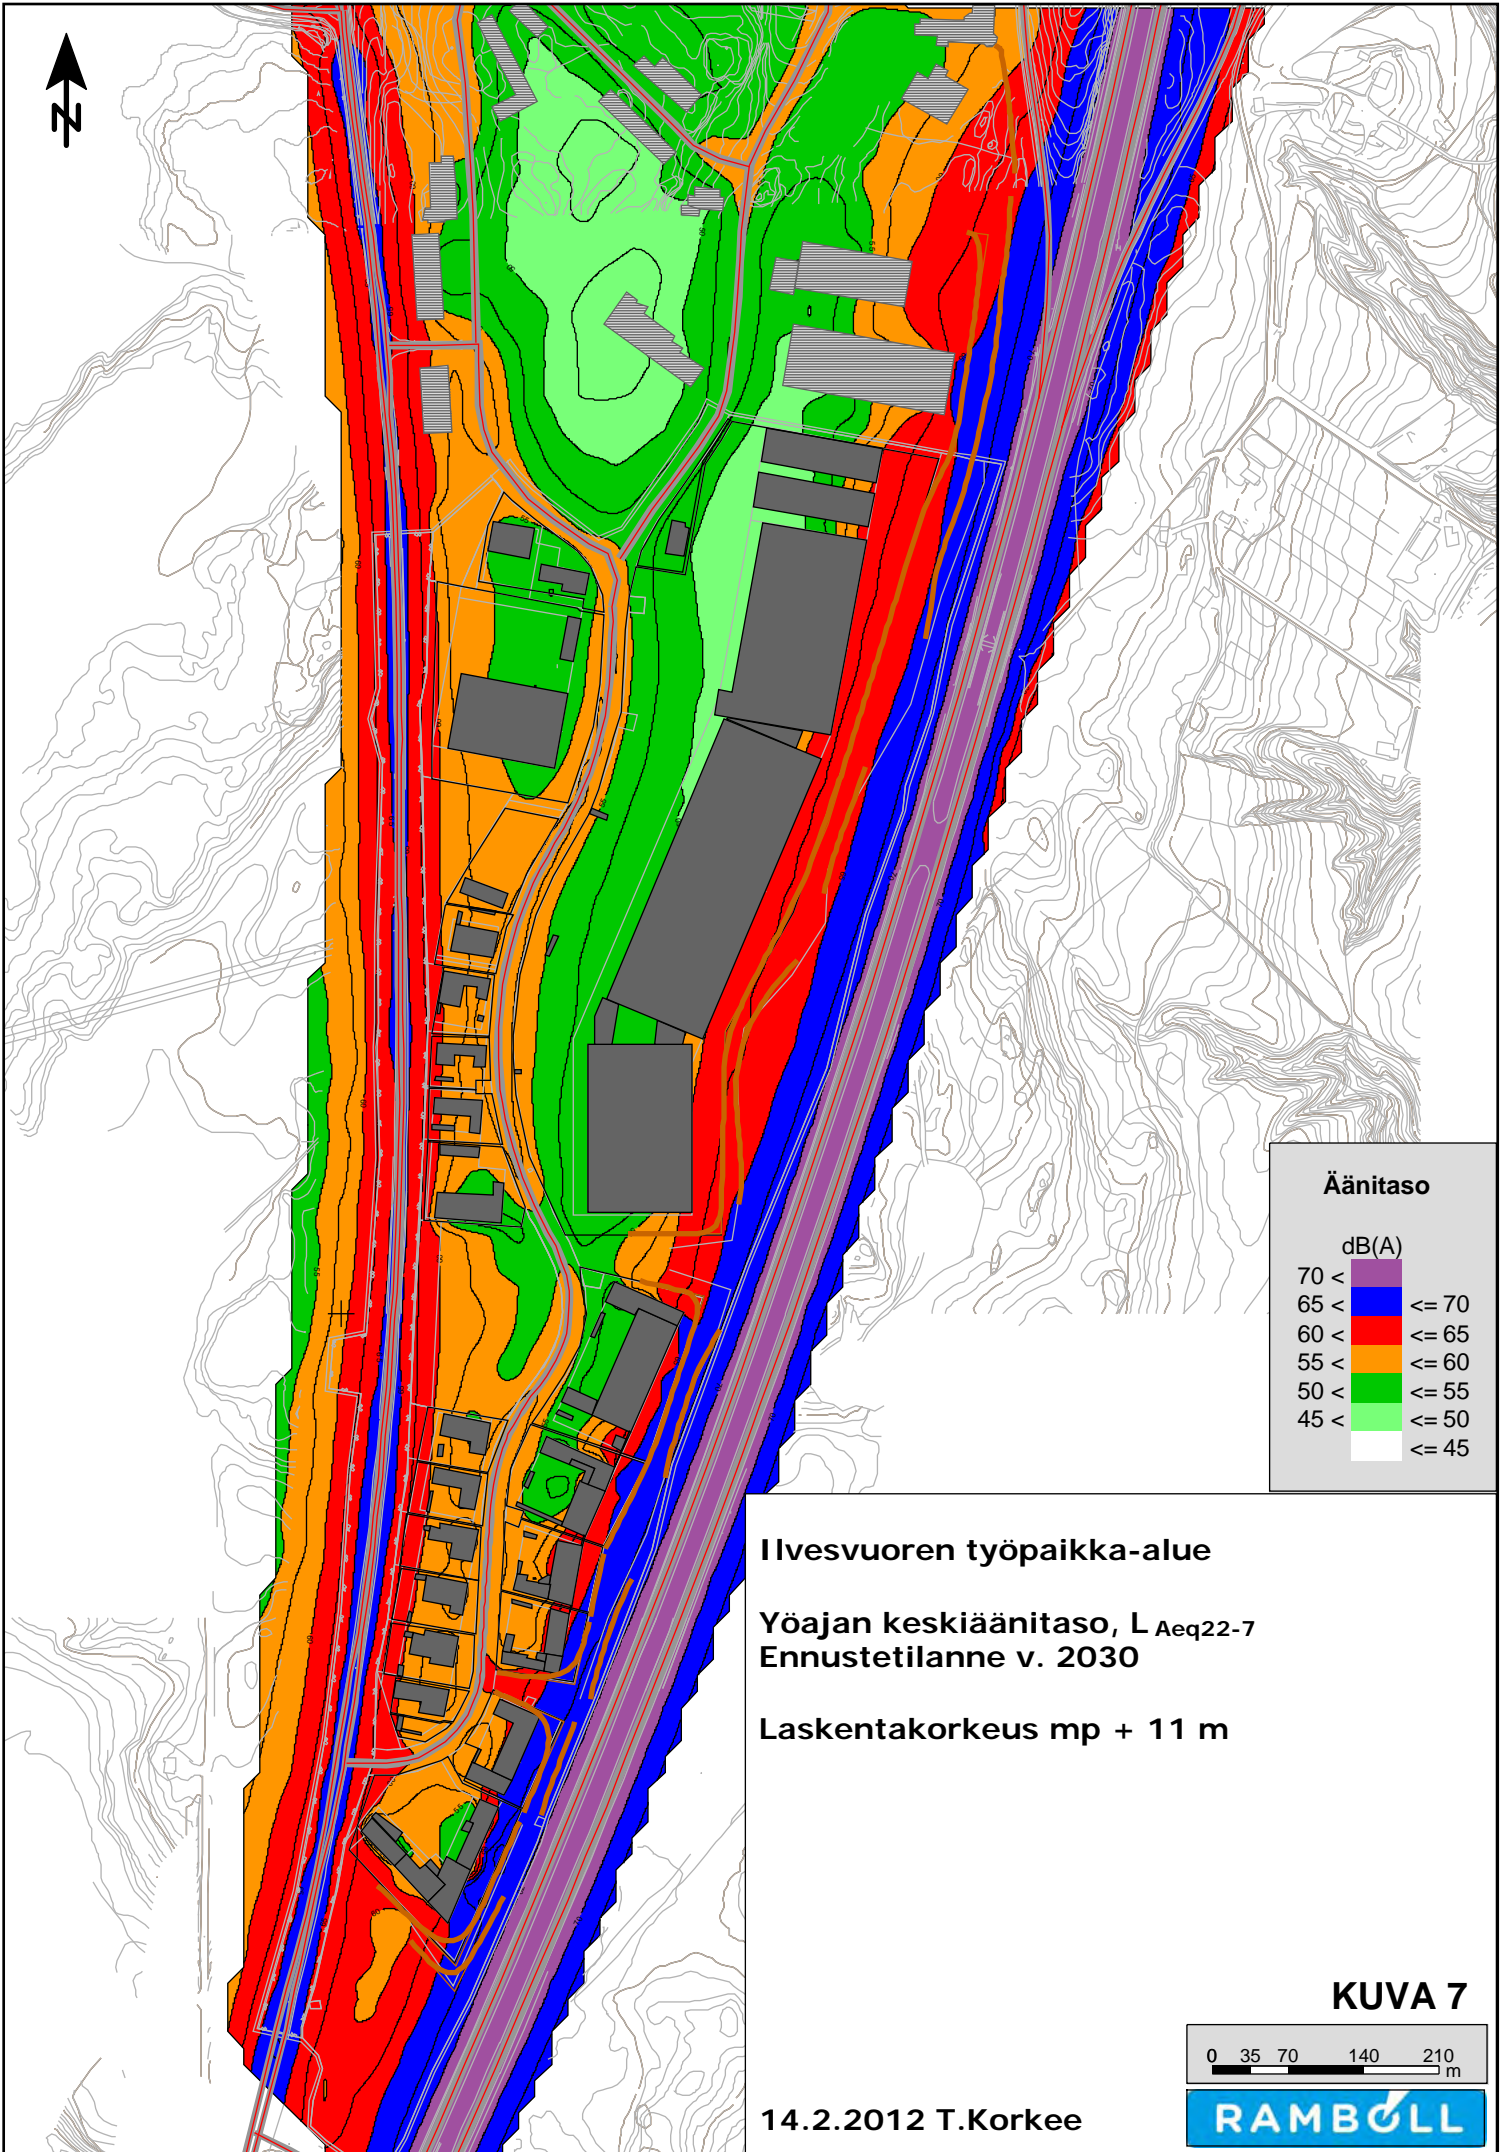 N
Äänitaso
dB(A)
70 <
65 < <= 70
60 < <= 65
55 < <= 60
50 < <= 55
45 < <= 50
<= 45
Ilvesvuoren työpaikka-alue
Yöajan keskiäänitaso, L Aeq22-7
Ennustetilanne v. 2030
Laskentakorkeus mp + 11 m
KUVA 7
0 35 70 140 210
m
14.2.2012 T.Korkee
RAMBØLL